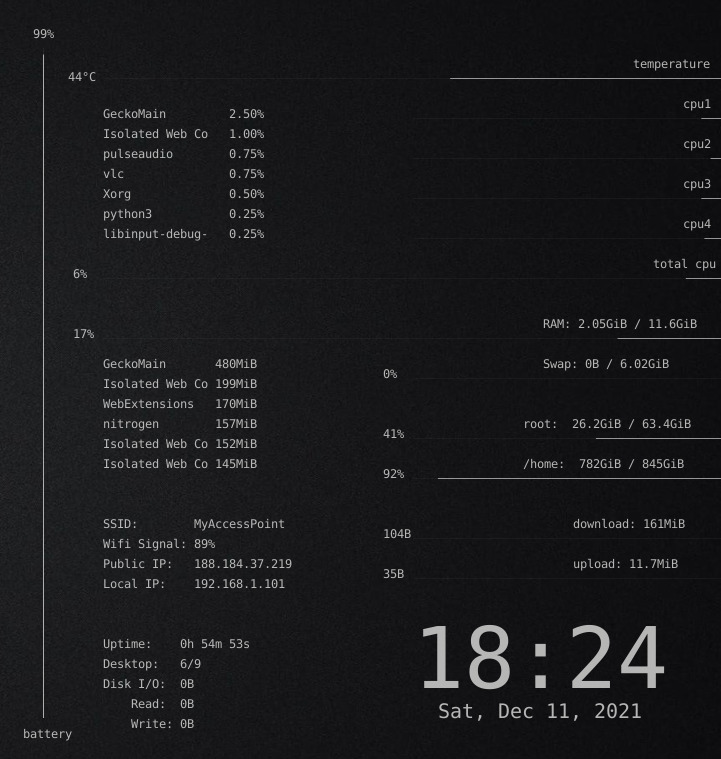 99%
temperature
44°C
cpu1
GeckoMain 2.50%
Isolated Web Co 1.00%
cpu2
pulseaudio 0.75%
vlc 0.75%
cpu3
Xorg 0.50%
python3 0.25%
cpu4
libinput-debug- 0.25%
total cpu
6%
RAM: 2.05GiB / 11.6GiB
17%
GeckoMain 480MiB
Swap: 0B / 6.02GiB
0%
Isolated Web Co 199MiB
WebExtensions 170MiB
nitrogen 157MiB
root: 26.2GiB / 63.4GiB
41%
Isolated Web Co 152MiB
Isolated Web Co 145MiB
/home: 782GiB / 845GiB
92%
SSID: MyAccessPoint
download: 161MiB
104B
Wifi Signal: 89%
Public IP: 188.184.37.219
upload: 11.7MiB
35B
Local IP: 192.168.1.101
Uptime: 0h 54m 53s
Desktop: 6/9
Disk I/O: 0B
Read: 0B
Write: 0B
18:24
Sat, Dec 11, 2021
battery